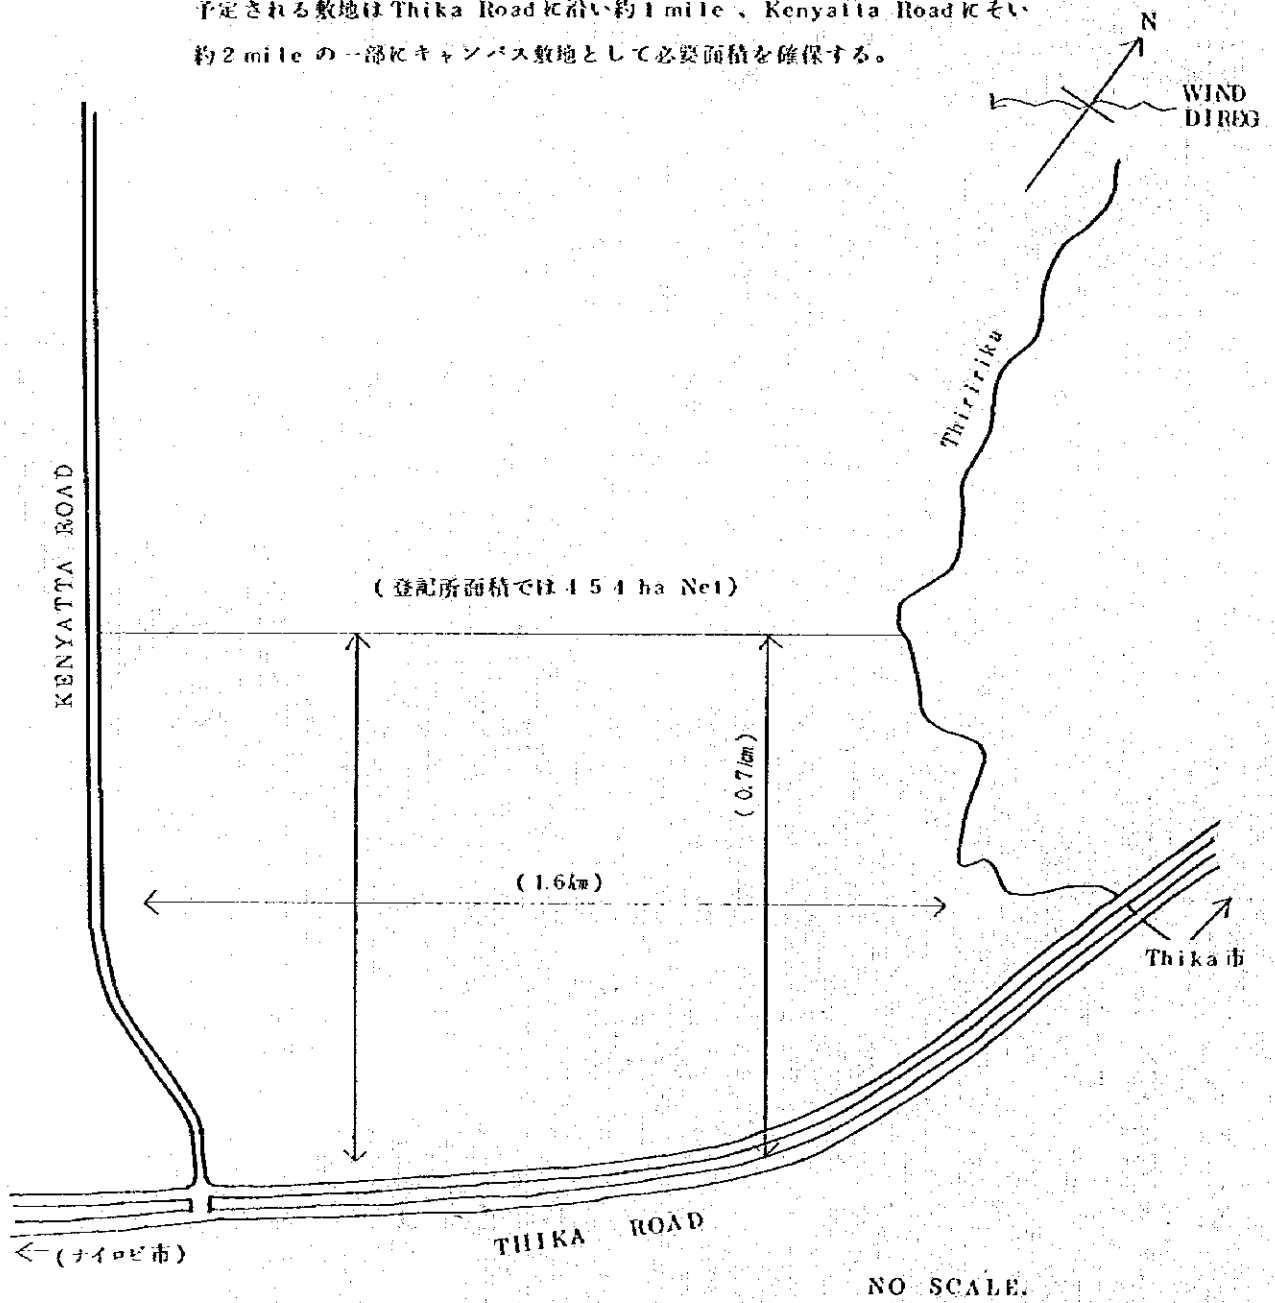 予定される敷地はThika Roadに沿い約1mile、Kenyatta Roadにそい
約2mileの一部にキャンパス敷地として必要面積を確保する。
N
WIND
DIREG
Thiririku
KENYATTA ROAD
(登記所面積では454ha Net)
(0.7km)
(1.6km)
Thika市
(ナイロビ市)
THIKA ROAD
NO SCALE.